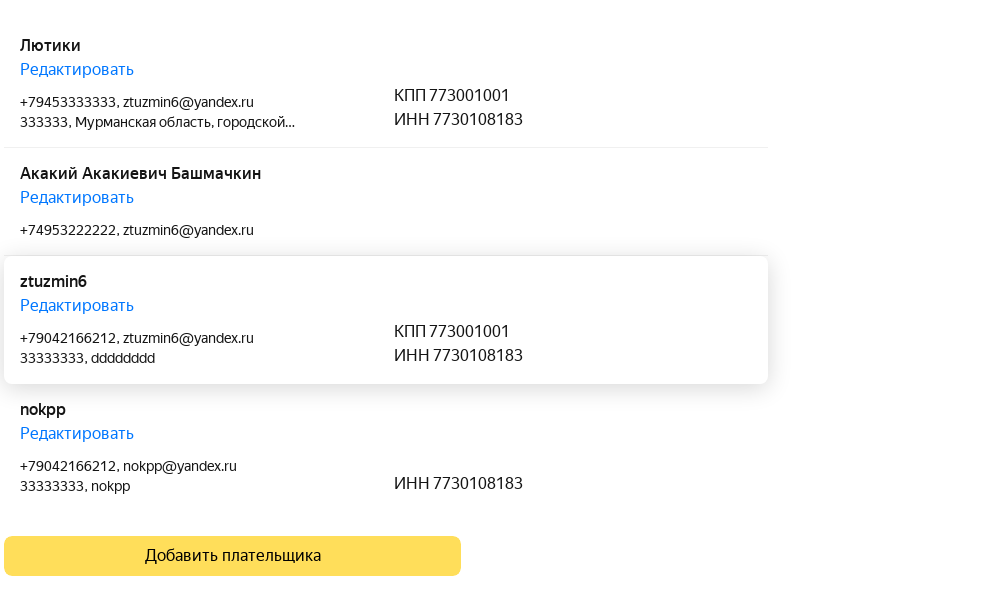 Лютики
Редактировать
+79453333333, ztuzmin6@yandex.ru
333333, Мурманская область, городской...
КПП 773001001
ИНН 7730108183
Акакий Акакиевич Башмачкин
Редактировать
+74953222222, ztuzmin6@yandex.ru
ztuzmin6
Редактировать
+79042166212, ztuzmin6@yandex.ru
33333333, dddddddd
КПП 773001001
ИНН 7730108183
nokpp
Редактировать
+79042166212, nokpp@yandex.ru
33333333, nokpp
ИНН 7730108183
Добавить плательщика